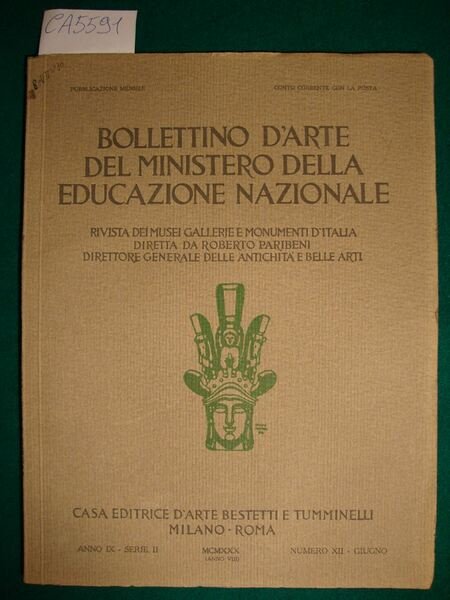 CA5591
PUBBLICAZIONE MENSILE
CONTO CORRENTE CON LA POSTA
BOLLETTINO D'ARTE
DEL MINISTERO DELLA
EDUCAZIONE NAZIONALE
RIVISTA DEI MUSEI GALLERIE E MONUMENTI D'ITALIA
DIRETTA DA ROBERTO PARIBENI
DIRETTORE GENERALE DELLE ANTICHITÀ E BELLE ARTI
CASA EDITRICE D'ARTE BESTETTI E TUMMINELLI
MILANO - ROMA
ANNO IX - SERIE II
MCMXXX
(ANNO VIII)
NUMERO XII - GIUGNO